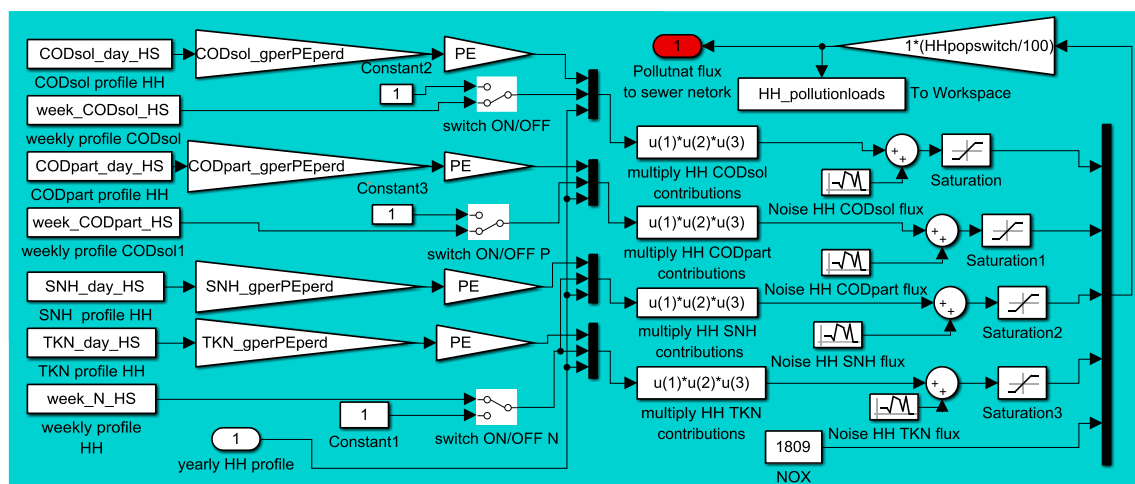 CODsol_day_HS
CODsol profile HH
CODsol_gperPEperd
PE
Constant2
1
switch ON/OFF
week_CODsol_HS
weekly profile CODsol
CODpart_day_HS
CODpart profile HH
CODpart_gperPEperd
PE
Constant3
1
switch ON/OFF P
week_CODpart_HS
weekly profile CODsol1
SNH_day_HS
SNH  profile HH
SNH_gperPEperd
PE
TKN_day_HS
TKN profile HH
TKN_gperPEperd
PE
week_N_HS
weekly profile
HH
1
Constant1
switch ON/OFF N
1
yearly HH profile
1
Pollutnat flux
to sewer netork
HH_pollutionloads
To Workspace
1*(HHpopswitch/100)
u(1)*u(2)*u(3)
multiply HH CODsol
contributions
Noise HH CODsol flux
+
+
Saturation
u(1)*u(2)*u(3)
multiply HH CODpart
contributions
Noise HH CODpart flux
+
+
Saturation1
u(1)*u(2)*u(3)
multiply HH SNH
contributions
Noise HH SNH flux
+
+
Saturation2
u(1)*u(2)*u(3)
multiply HH TKN
contributions
Noise HH TKN flux
+
+
Saturation3
1809
NOX